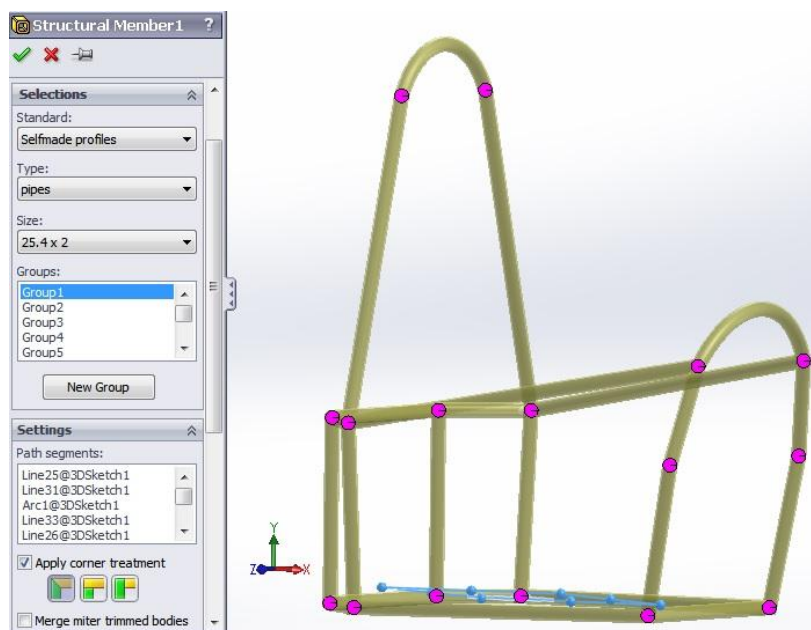 Structural Member1 ?
Selections
Standard:
Selfmade profiles
Type:
pipes
Size:
25.4 x 2
Groups:
Group1
Group2
Group3
Group4
Group5
New Group
Settings
Path segments:
Line25@3DSketch1
Line31@3DSketch1
Arc1@3DSketch1
Line33@3DSketch1
Line26@3DSketch1
Apply corner treatment
Merge miter trimmed bodies
Y
Z X